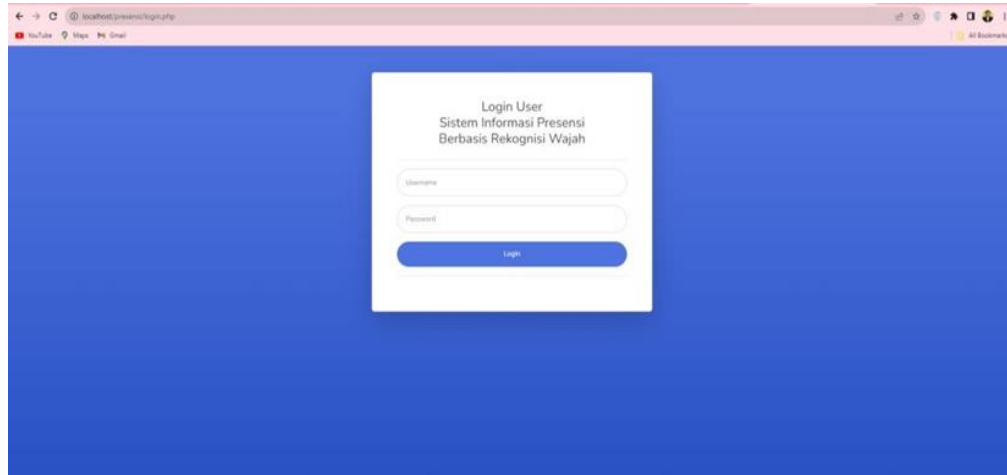 localhost/presensi/login.php
YouTube Maps Gmail All Bookmarks
Login User
Sistem Informasi Presensi
Berbasis Rekognisi Wajah
Username
Password
Login